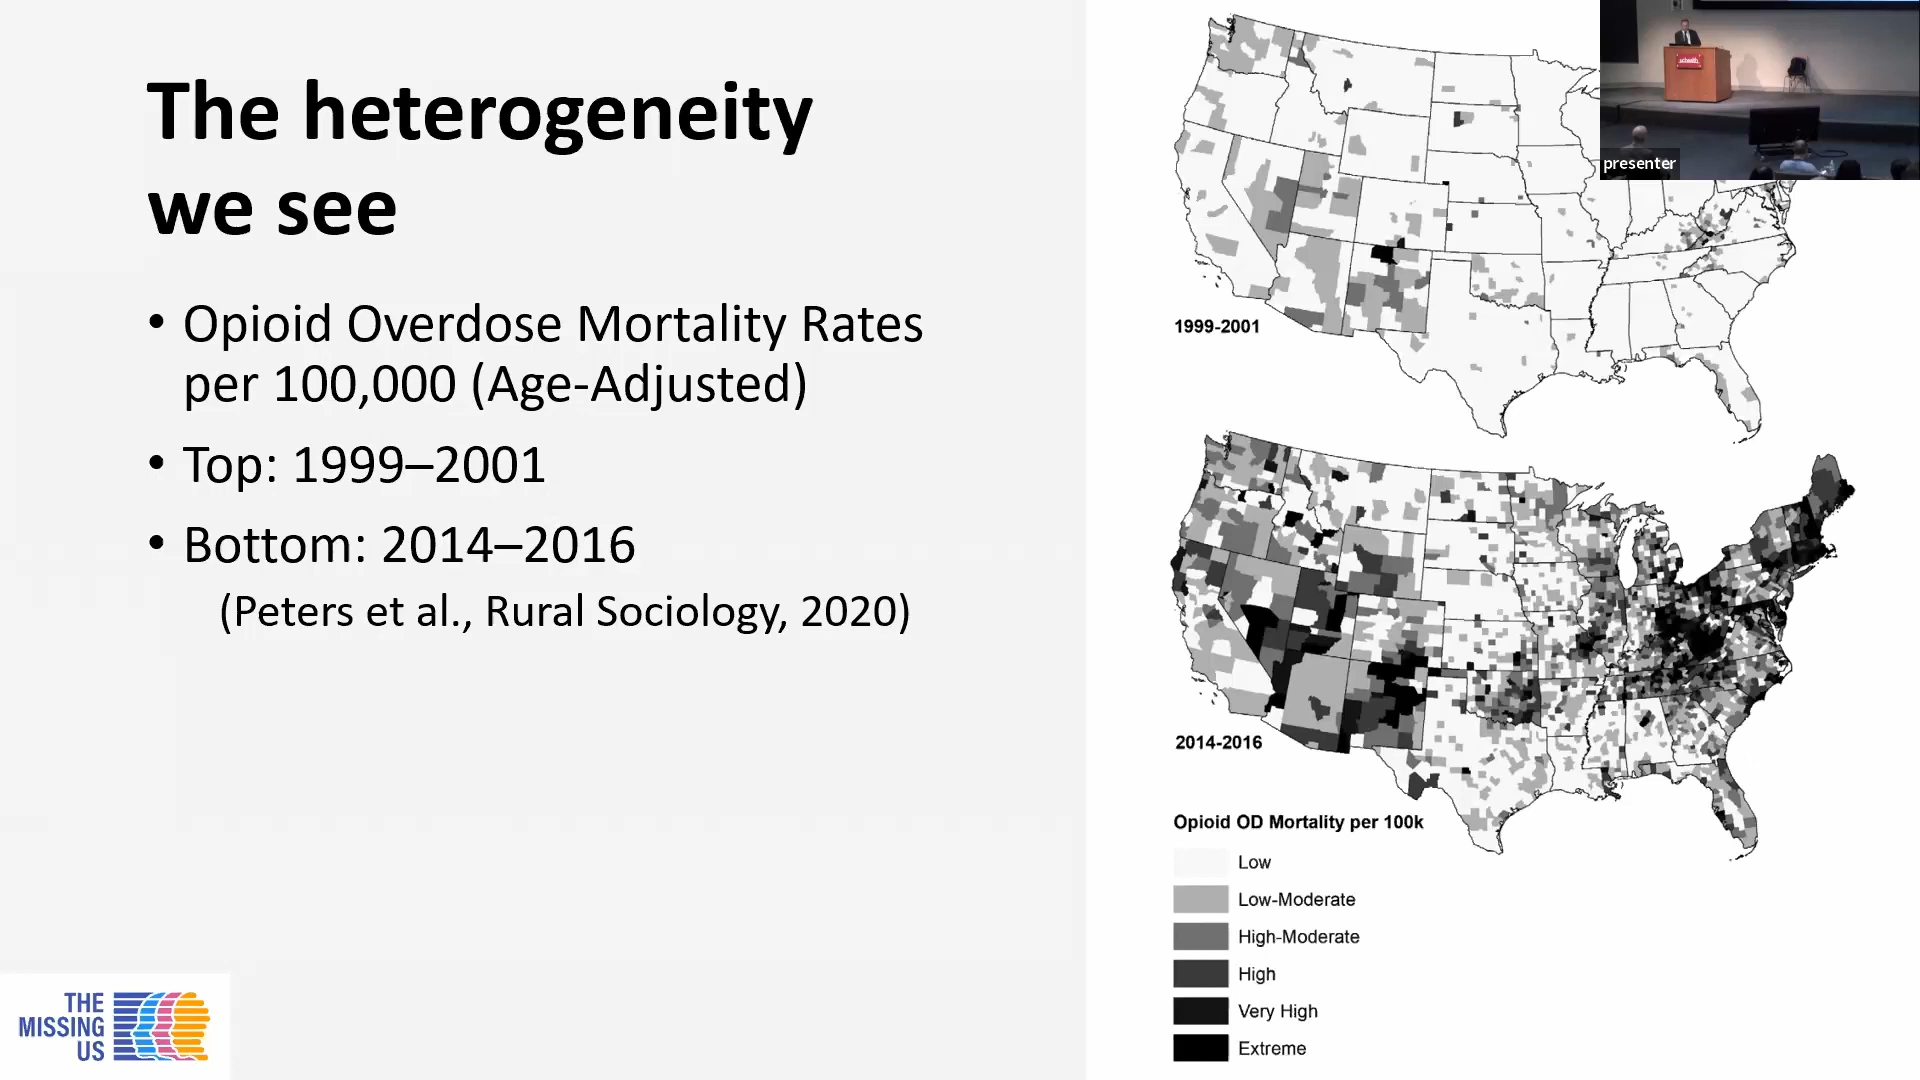 The heterogeneity
we see
• Opioid Overdose Mortality Rates
per 100,000 (Age-Adjusted)
• Top: 1999–2001
• Bottom: 2014–2016
(Peters et al., Rural Sociology, 2020)
THE
MISSING
US
1999-2001
2014-2016
Opioid OD Mortality per 100k
Low
Low-Moderate
High-Moderate
High
Very High
Extreme
presenter